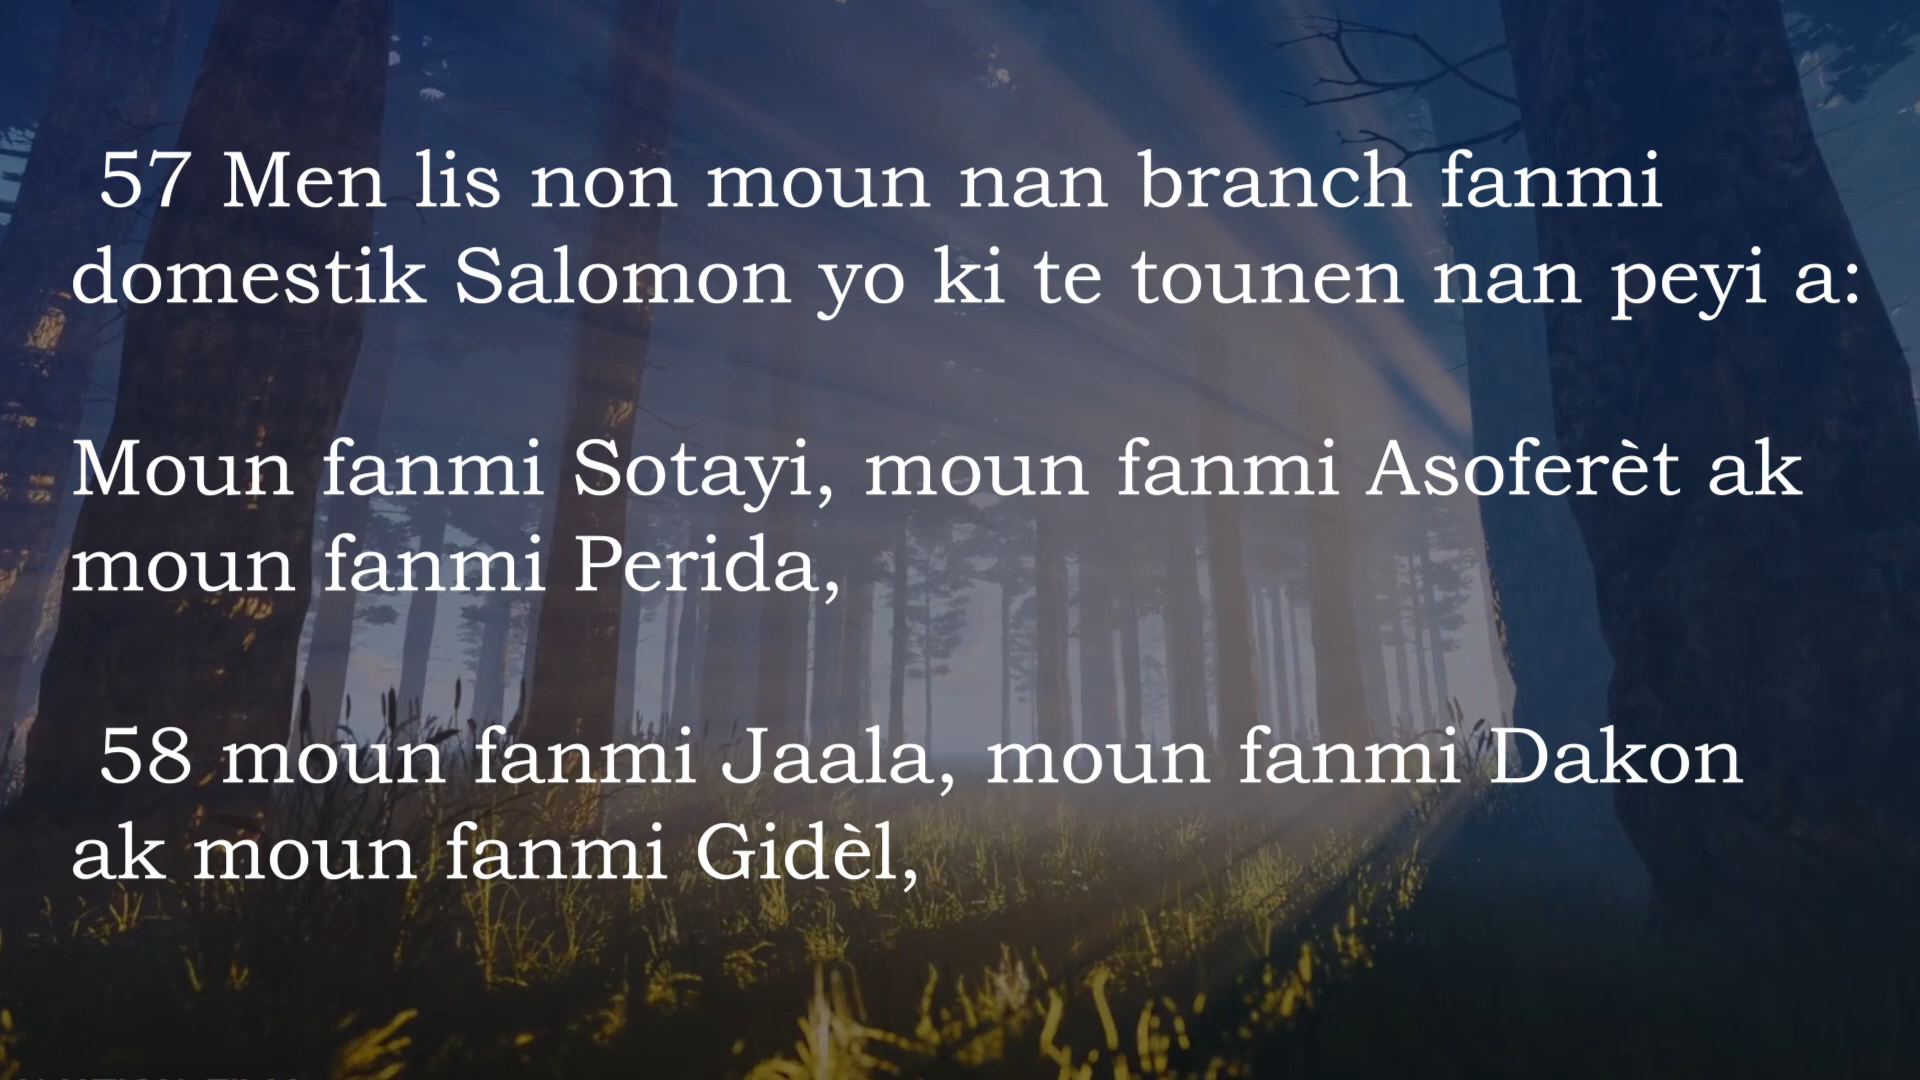 57 Men lis non moun nan branch fanmi
domestik Salomon yo ki te tounen nan peyi a:
Moun fanmi Sotayi, moun fanmi Asoferèt ak
moun fanmi Perida,
58 moun fanmi Jaala, moun fanmi Dakon
ak moun fanmi Gidèl,